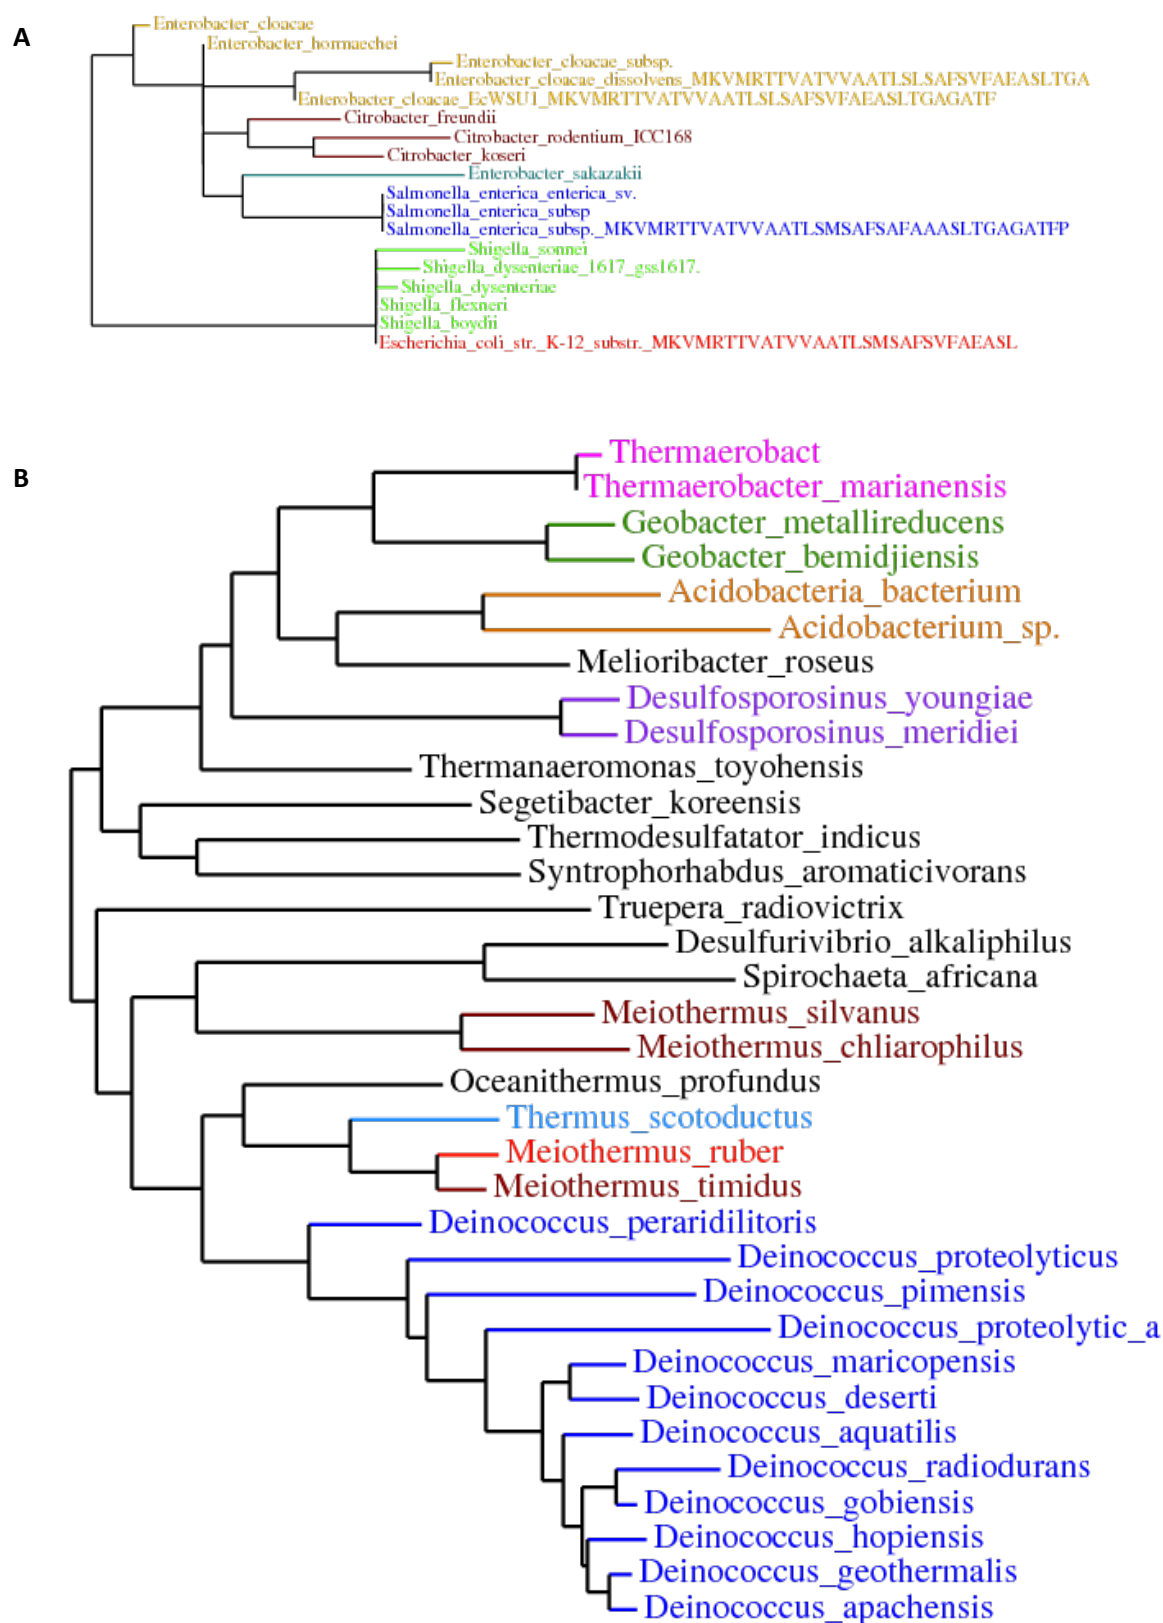 A
Enterobacter_cloacae
Enterobacter_hormaechei
Enterobacter_cloacae_subsp.
Enterobacter_cloacae_dissolvens_MKVMRTTVATVVAATLSLSAFSVFAEASLTGA
Enterobacter_cloacae_EcWSU1_MKVMRTTVATVVAATLSLSAFSVFAEASLTGAGATF
Citrobacter_freundii
Citrobacter_rodentium_ICC168
Citrobacter_koseri
Enterobacter_sakazakii
Salmonella_enterica_enterica_sv.
Salmonella_enterica_subsp
Salmonella_enterica_subsp._MKVMRTTVATVVAATLSMSAFSAFAAASLTGAGATFP
Shigella_sonnei
Shigella_dysenteriae_1617_gss1617.
Shigella_dysenteriae
Shigella_flexneri
Shigella_boydii
Escherichia_coli_str._K-12_substr._MKVMRTTVATVVAATLSMSAFSVFAEASL
B
Thermaerobact
Thermaerobacter_marianensis
Geobacter_metallireducens
Geobacter_bemidjiensis
Acidobacteria_bacterium
Acidobacterium_sp.
Melioribacter_roseus
Desulfosporosinus_youngiae
Desulfosporosinus_meridiei
Thermanaeromonas_toyohensis
Segetibacter_koreensis
Thermodesulfatator_indicus
Syntrophorhabdus_aromaticivorans
Truepera_radiovictrix
Desulfurivibrio_alkaliphilus
Spirochaeta_africana
Meiothermus_silvanus
Meiothermus_chliarophilus
Oceanithermus_profundus
Thermus_scotoductus
Meiothermus_ruber
Meiothermus_timidus
Deinococcus_peraridilitoris
Deinococcus_proteolyticus
Deinococcus_pimensis
Deinococcus_proteolytic_a
Deinococcus_maricopensis
Deinococcus_deserti
Deinococcus_aquatilis
Deinococcus_radiodurans
Deinococcus_gobiensis
Deinococcus_hopiensis
Deinococcus_geothermalis
Deinococcus_apachensis